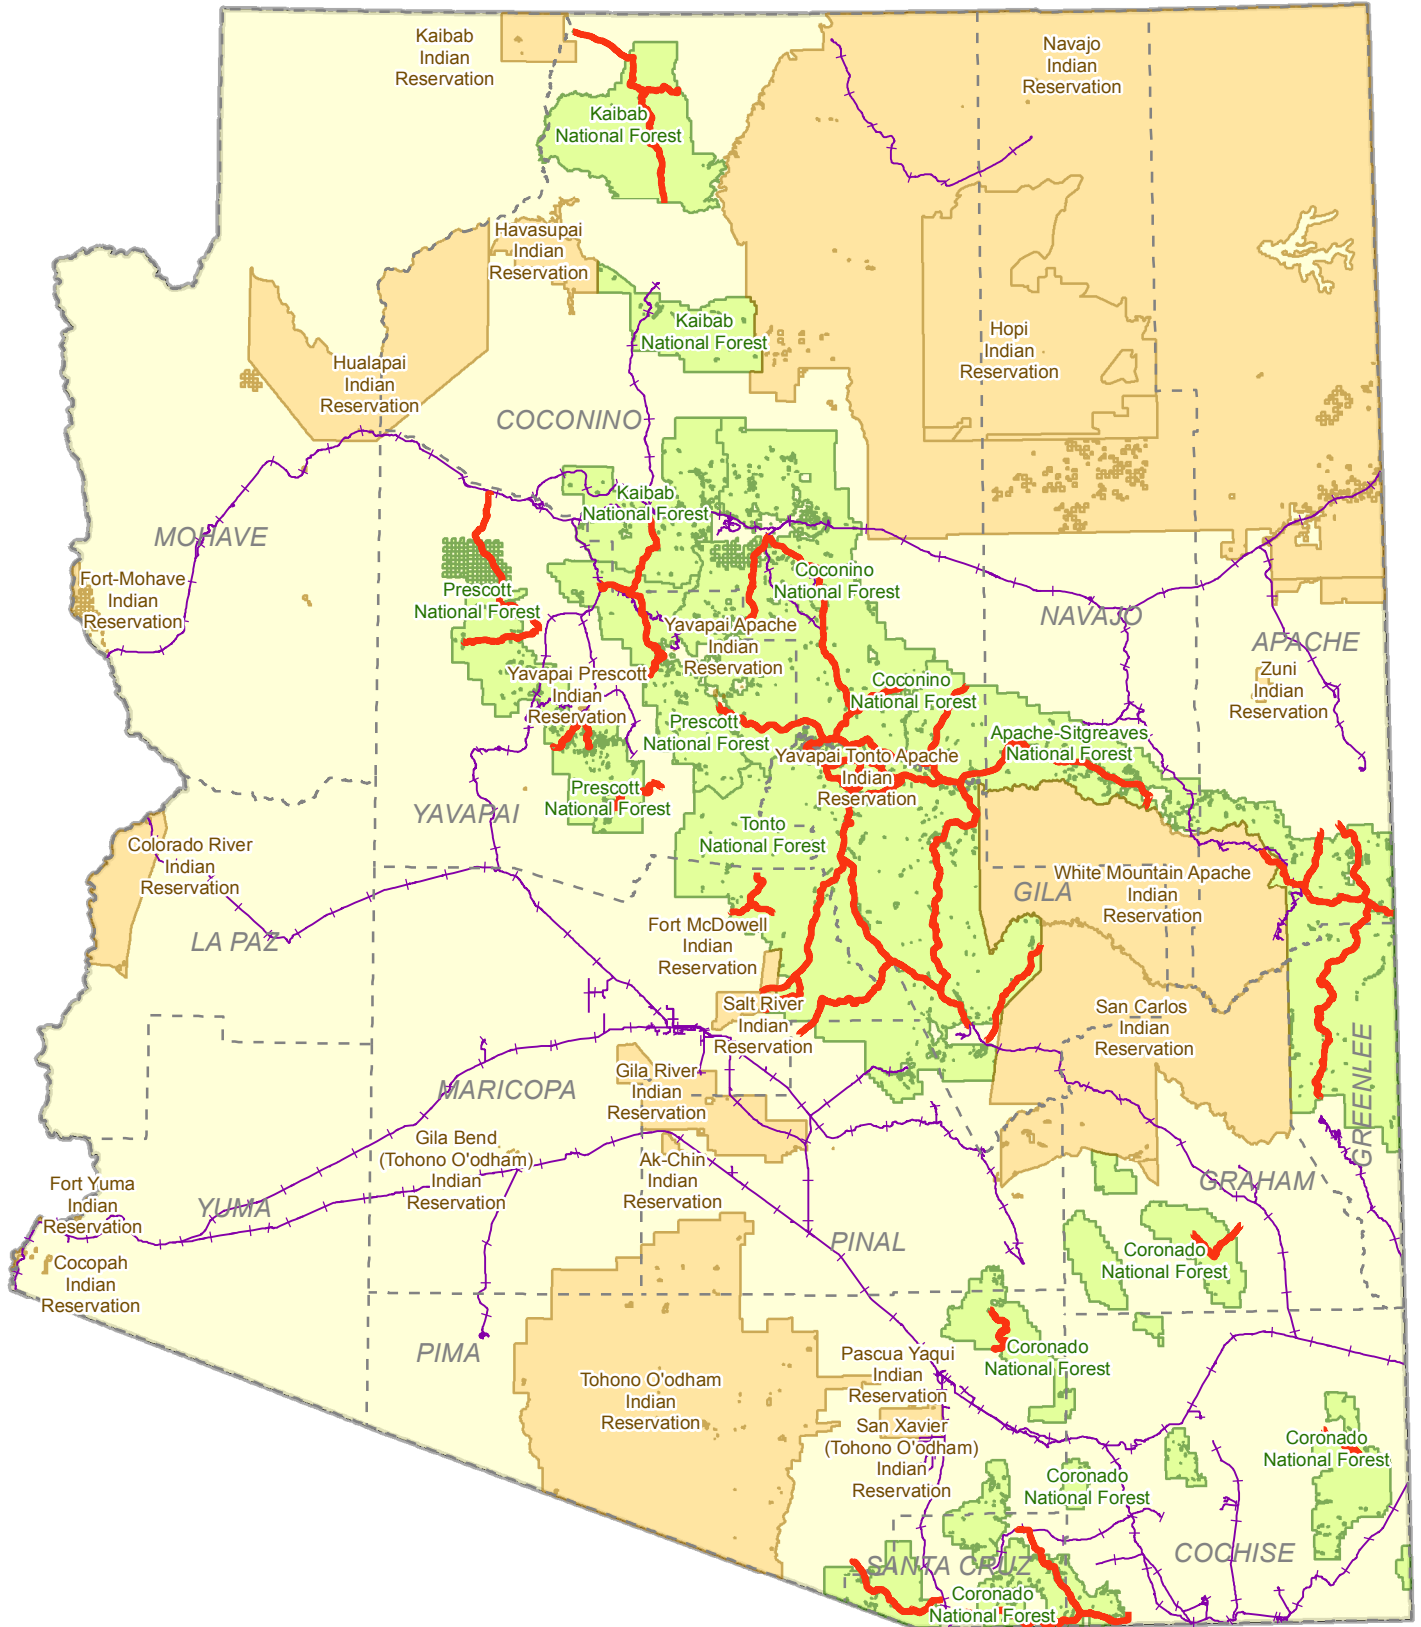 Kaibab
Indian
Reservation
Navajo
Indian
Reservation
Kaibab
National Forest
Havasupai
Indian
Reservation
Kaibab
National Forest
Hopi
Indian
Reservation
Hualapai
Indian
Reservation
COCONINO
Kaibab
National Forest
MOHAVE
Fort-Mohave
Indian
Reservation
Prescott
National Forest
Coconino
National Forest
Yavapai Apache
Indian
Reservation
NAVAJO
APACHE
Zuni
Indian
Reservation
Yavapai Prescott
Indian
Reservation
Coconino
National Forest
Prescott
National Forest
Apache-Sitgreaves
National Forest
Yavapai Tonto Apache
Indian
Reservation
Prescott
National Forest
YAVAPAI
Tonto
National Forest
Colorado River
Indian
Reservation
GILA
White Mountain Apache
Indian
Reservation
LA PAZ
Fort McDowell
Indian
Reservation
Salt River
Indian
Reservation
San Carlos
Indian
Reservation
MARICOPA
Gila River
Indian
Reservation
GREENLEE
Gila Bend
(Tohono O'odham)
Indian
Reservation
Ak-Chin
Indian
Reservation
GRAHAM
Fort Yuma
Indian
Reservation
YUMA
Cocopah
Indian
Reservation
PINAL
Coronado
National Forest
PIMA
Coronado
National Forest
Pascua Yaqui
Indian
Reservation
Tohono O'odham
Indian
Reservation
San Xavier
(Tohono O'odham)
Indian
Reservation
Coronado
National Forest
Coronado
National Forest
SANTA CRUZ
COCHISE
Coronado
National Forest